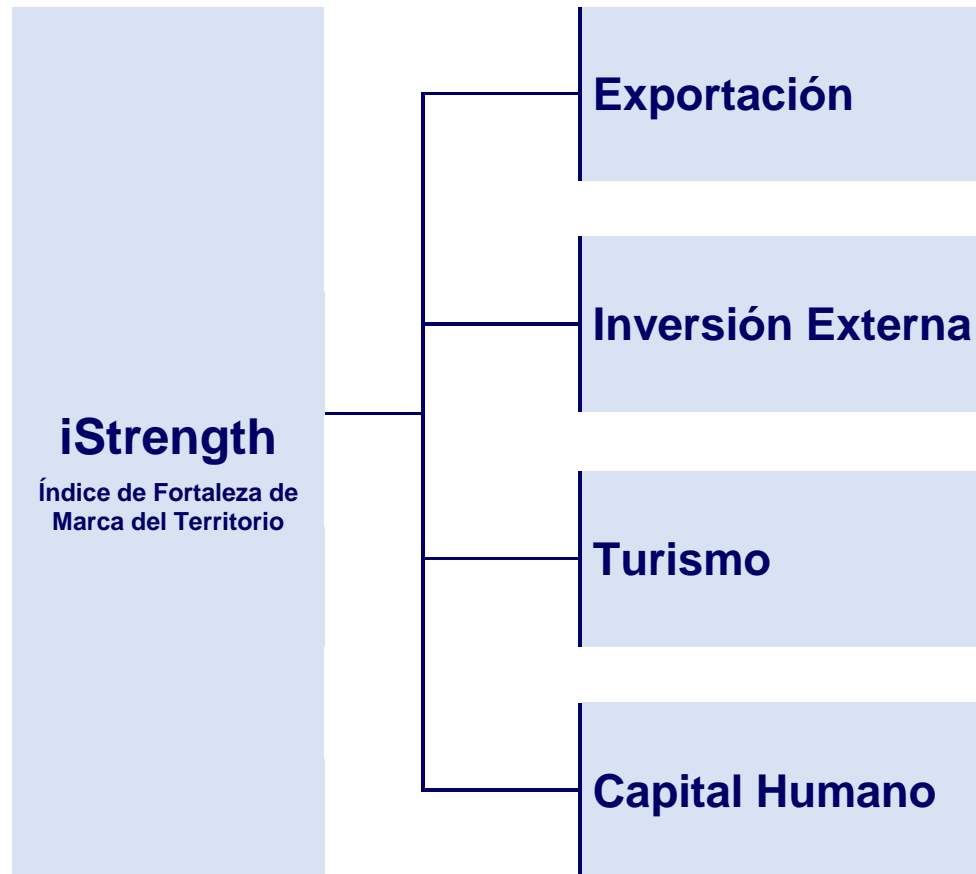 iStrength
Índice de Fortaleza de
Marca del Territorio
Exportación
Inversión Externa
Turismo
Capital Humano